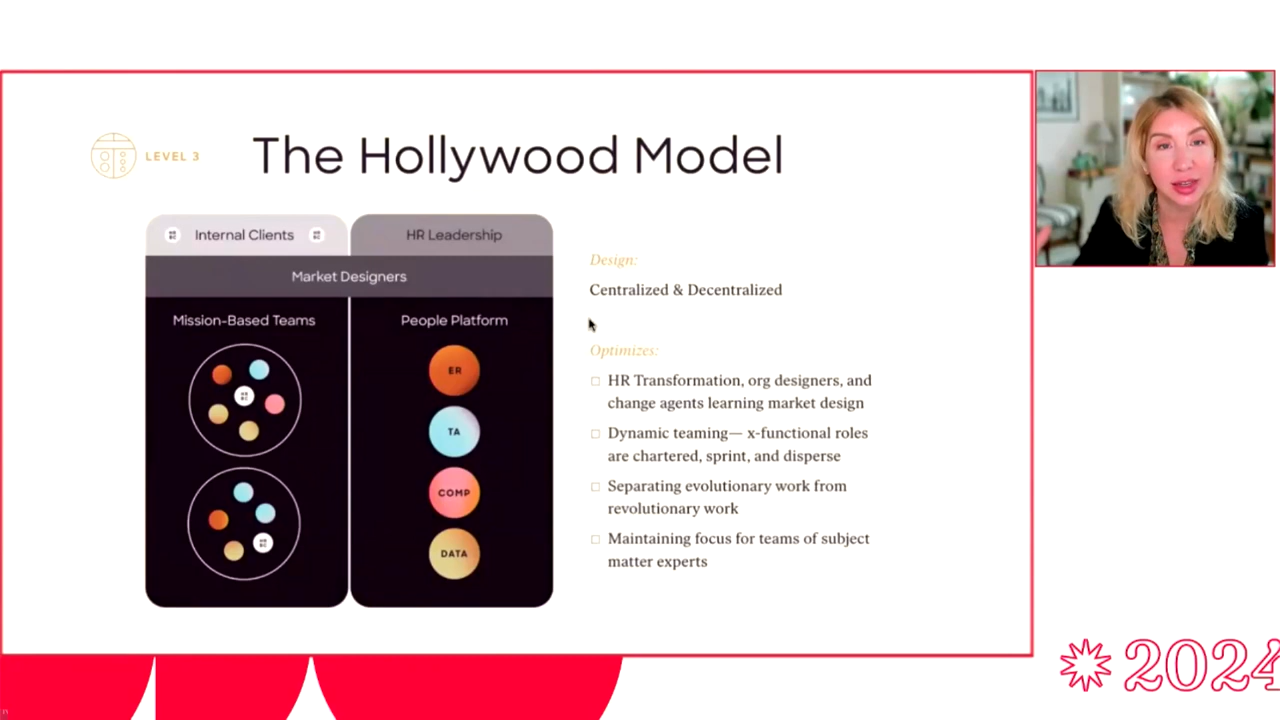 LEVEL 3
The Hollywood Model
Internal Clients
HR Leadership
Market Designers
Mission-Based Teams
People Platform
ER
TA
COMP
DATA
Design:
Centralized & Decentralized
Optimizes:
HR Transformation, org designers, and
change agents learning market design
Dynamic teaming— x-functional roles
are chartered, sprint, and disperse
Separating evolutionary work from
revolutionary work
Maintaining focus for teams of subject
matter experts
2024